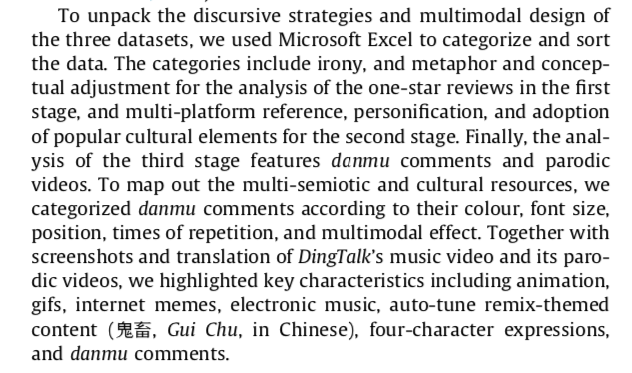 To unpack the discursive strategies and multimodal design of
the three datasets, we used Microsoft Excel to categorize and sort
the data. The categories include irony, and metaphor and concep-
tual adjustment for the analysis of the one-star reviews in the first
stage, and multi-platform reference, personification, and adoption
of popular cultural elements for the second stage. Finally, the anal-
ysis of the third stage features danmu comments and parodic
videos. To map out the multi-semiotic and cultural resources, we
categorized danmu comments according to their colour, font size,
position, times of repetition, and multimodal effect. Together with
screenshots and translation of DingTalk's music video and its paro-
dic videos, we highlighted key characteristics including animation,
gifs, internet memes, electronic music, auto-tune remix-themed
content (鬼畜, Gui Chu, in Chinese), four-character expressions,
and danmu comments.